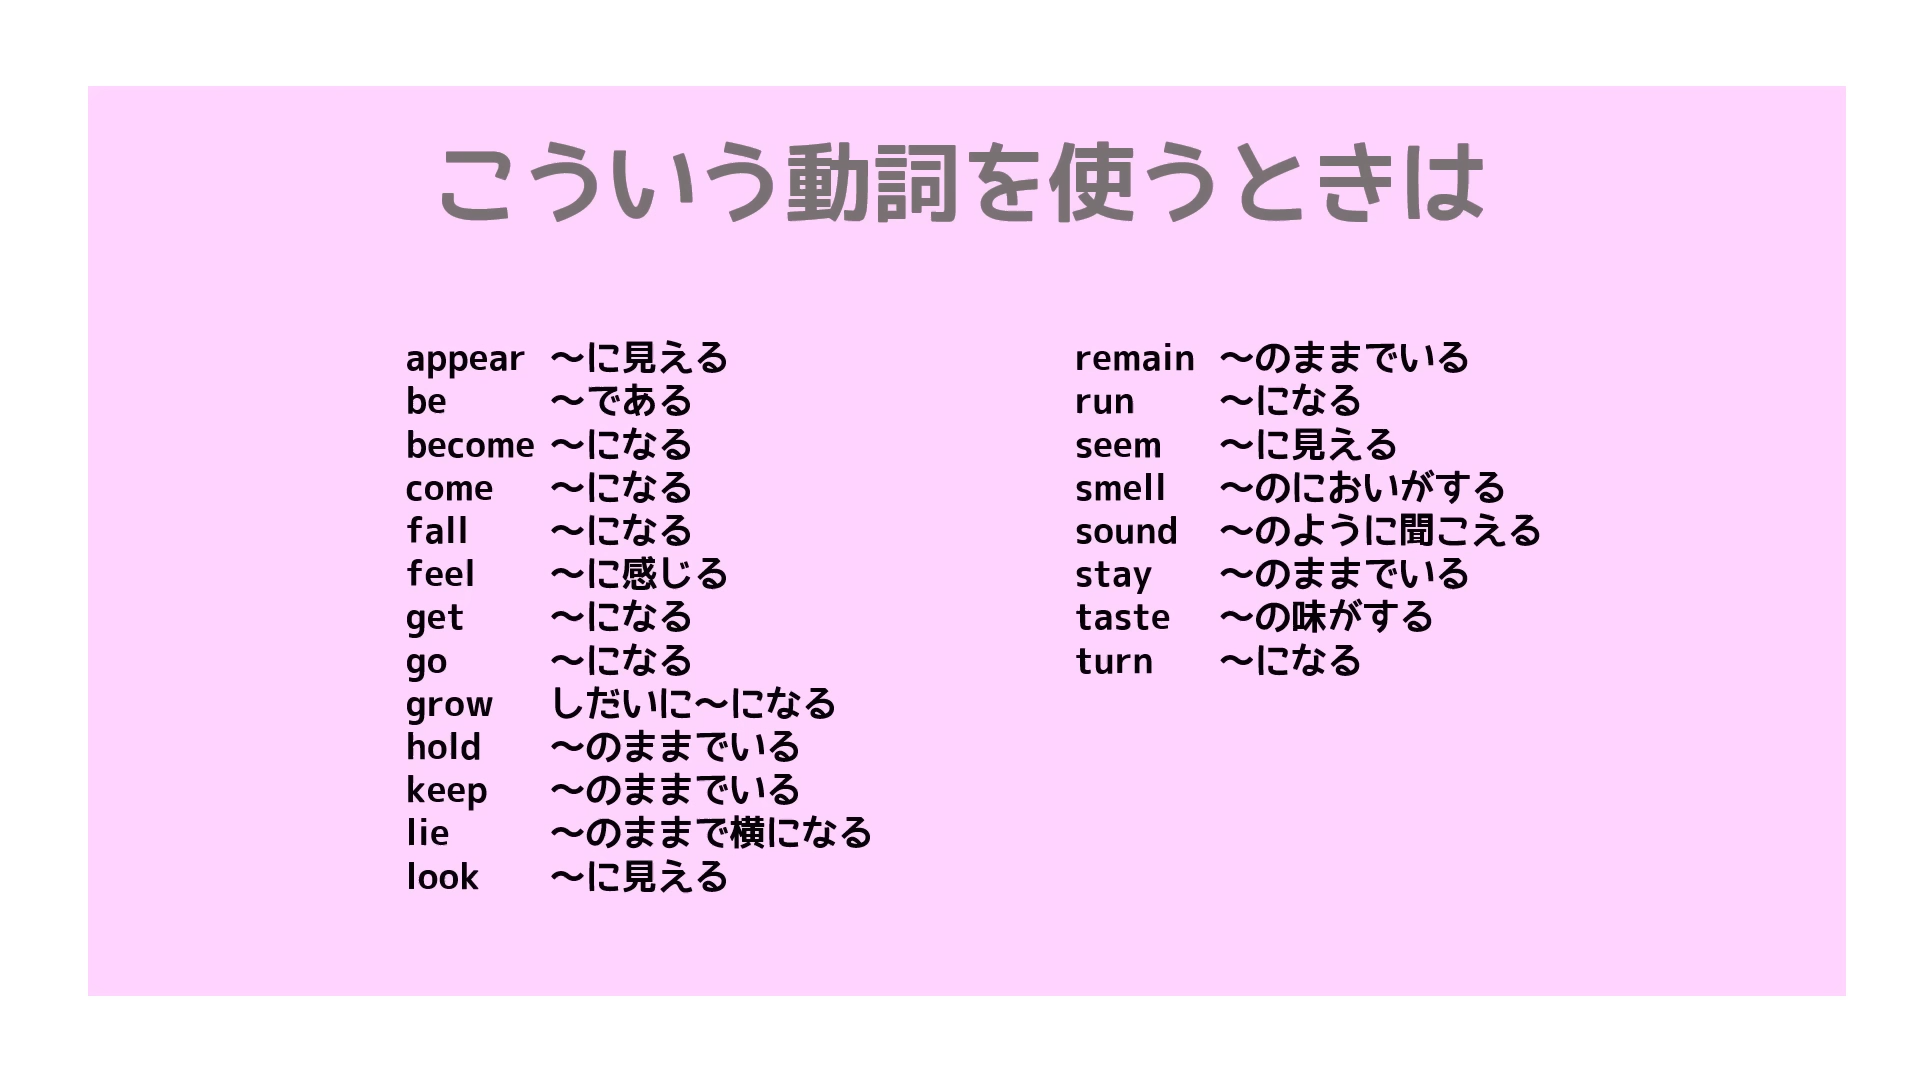 こういう動詞を使うときは
appear ～に見える
be ～である
become ～になる
come ～になる
fall ～になる
feel ～に感じる
get ～になる
go ～になる
grow しだいに～になる
hold ～のままでいる
keep ～のままでいる
lie ～のままで横になる
look ～に見える
remain ～のままでいる
run ～になる
seem ～に見える
smell ～のにおいがする
sound ～のように聞こえる
stay ～のままでいる
taste ～の味がする
turn ～になる